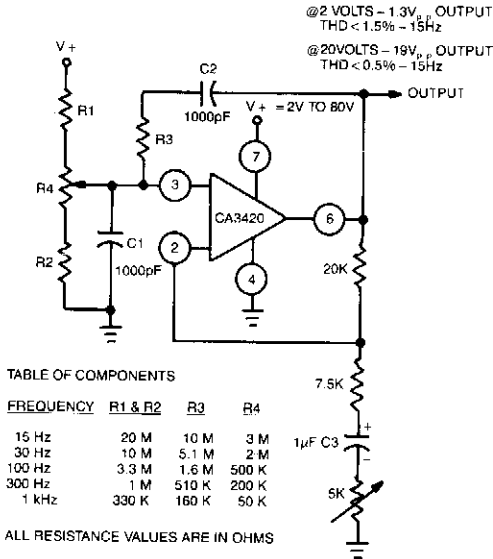 @2 VOLTS – 1.3Vp p OUTPUT
THD < 1.5% – 15Hz
@20VOLTS – 19Vp p OUTPUT
THD < 0.5% – 15Hz
V+
C2
1000pF
V+ = 2V TO 80V
OUTPUT
R1
R3
7
R4
3
CA3420
6
C1
1000pF
2
4
R2
20K
7.5K
+
1µF C3
–
5K
TABLE OF COMPONENTS
FREQUENCY R1 & R2 R3 R4
15 Hz 20 M 10 M 3 M
30 Hz 10 M 5.1 M 2 M
100 Hz 3.3 M 1.6 M 500 K
300 Hz 1 M 510 K 200 K
1 kHz 330 K 160 K 50 K
ALL RESISTANCE VALUES ARE IN OHMS